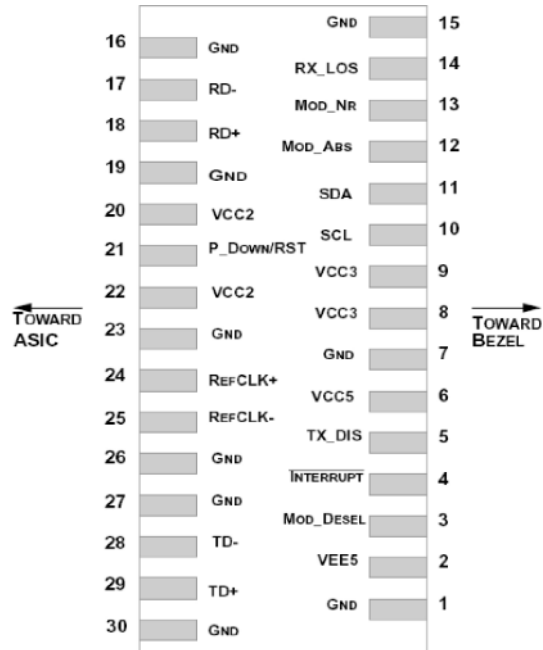 GND 15
16 GND
RX_LOS 14
17 RD-
MOD_NR 13
18 RD+
MOD_ABS 12
19 GND
SDA 11
20 VCC2
SCL 10
21 P_DOWN/RST
VCC3 9
22 VCC2
VCC3 8
TOWARD ASIC
TOWARD BEZEL
23 GND
GND 7
24 REFCLK+
VCC5 6
25 REFCLK-
TX_DIS 5
26 GND
INTERRUPT 4
27 GND
MOD_DESEL 3
28 TD-
VEE5 2
29 TD+
GND 1
30 GND